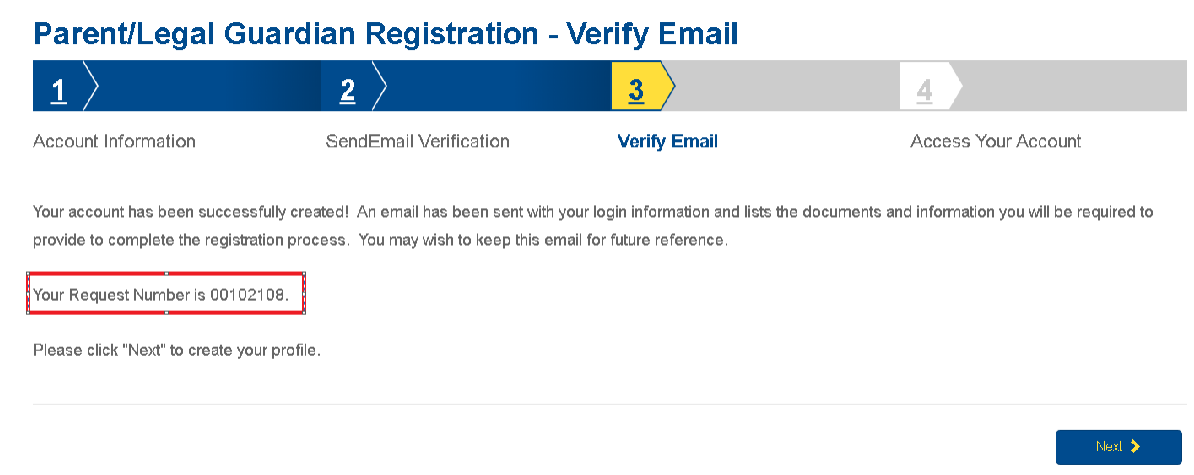 Parent/Legal Guardian Registration - Verify Email
1
2
3
4
Account Information
SendEmail Verification
Verify Email
Access Your Account
Your account has been successfully created!  An email has been sent with your login information and lists the documents and information you will be required to
provide to complete the registration process.  You may wish to keep this email for future reference.
Your Request Number is 00102108.
Please click "Next" to create your profile.
Next